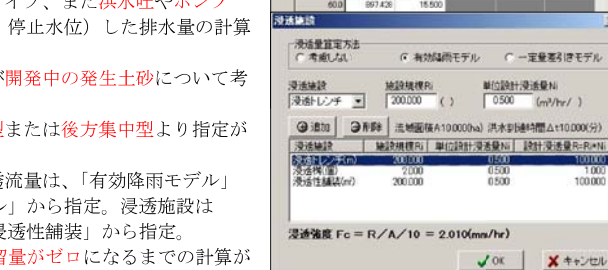 イプ、また洪水吐やポンプ
停止水位）した排水量の計算
開発中の発生土砂について考
または後方集中型より指定が
透流量は、「有効降雨モデル」
」から指定。浸透施設は
浸透性舗装」から指定。
留量がゼロになるまでの計算が
60.0 897.428 15.500
浸透施設
浸透量算定方法
考慮しない 有効降雨モデル 一定量差引きモデル
浸透施設 施設規模Ri 単位設計浸透量Ni
浸透トレンチ 200.000 ( ) 0.500 (m³/hr/ )
追加 削除 流域面積A10.0000(ha) 洪水到達時間Δt10.000(分)
浸透施設 施設規模Ri 単位設計浸透量Ni 設計浸透量R=Ri*Ni
浸透トレンチ(m) 200.000 0.500 100.000
浸透桝(個) 2.000 0.500 1.000
浸透性舗装(㎡) 200.000 0.500 100.000
浸透強度 Fc = R/A/10 = 2.010(mm/hr)
OK キャンセル